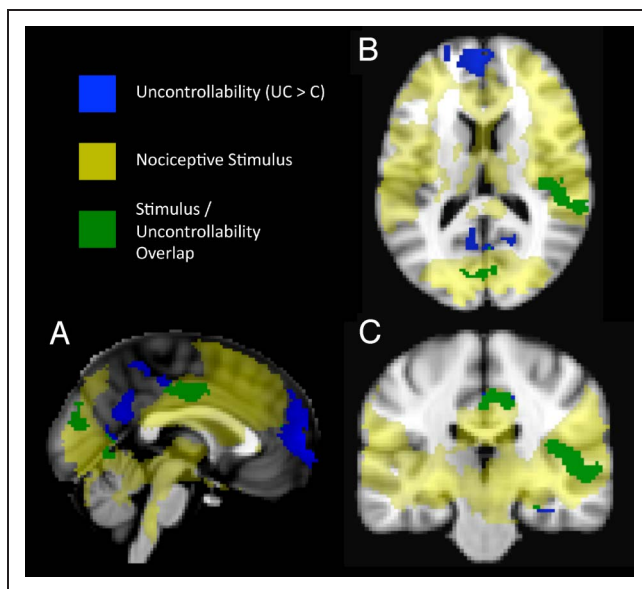 Uncontrollability (UC > C)
Nociceptive Stimulus
Stimulus /
Uncontrollability
Overlap
B
A
C